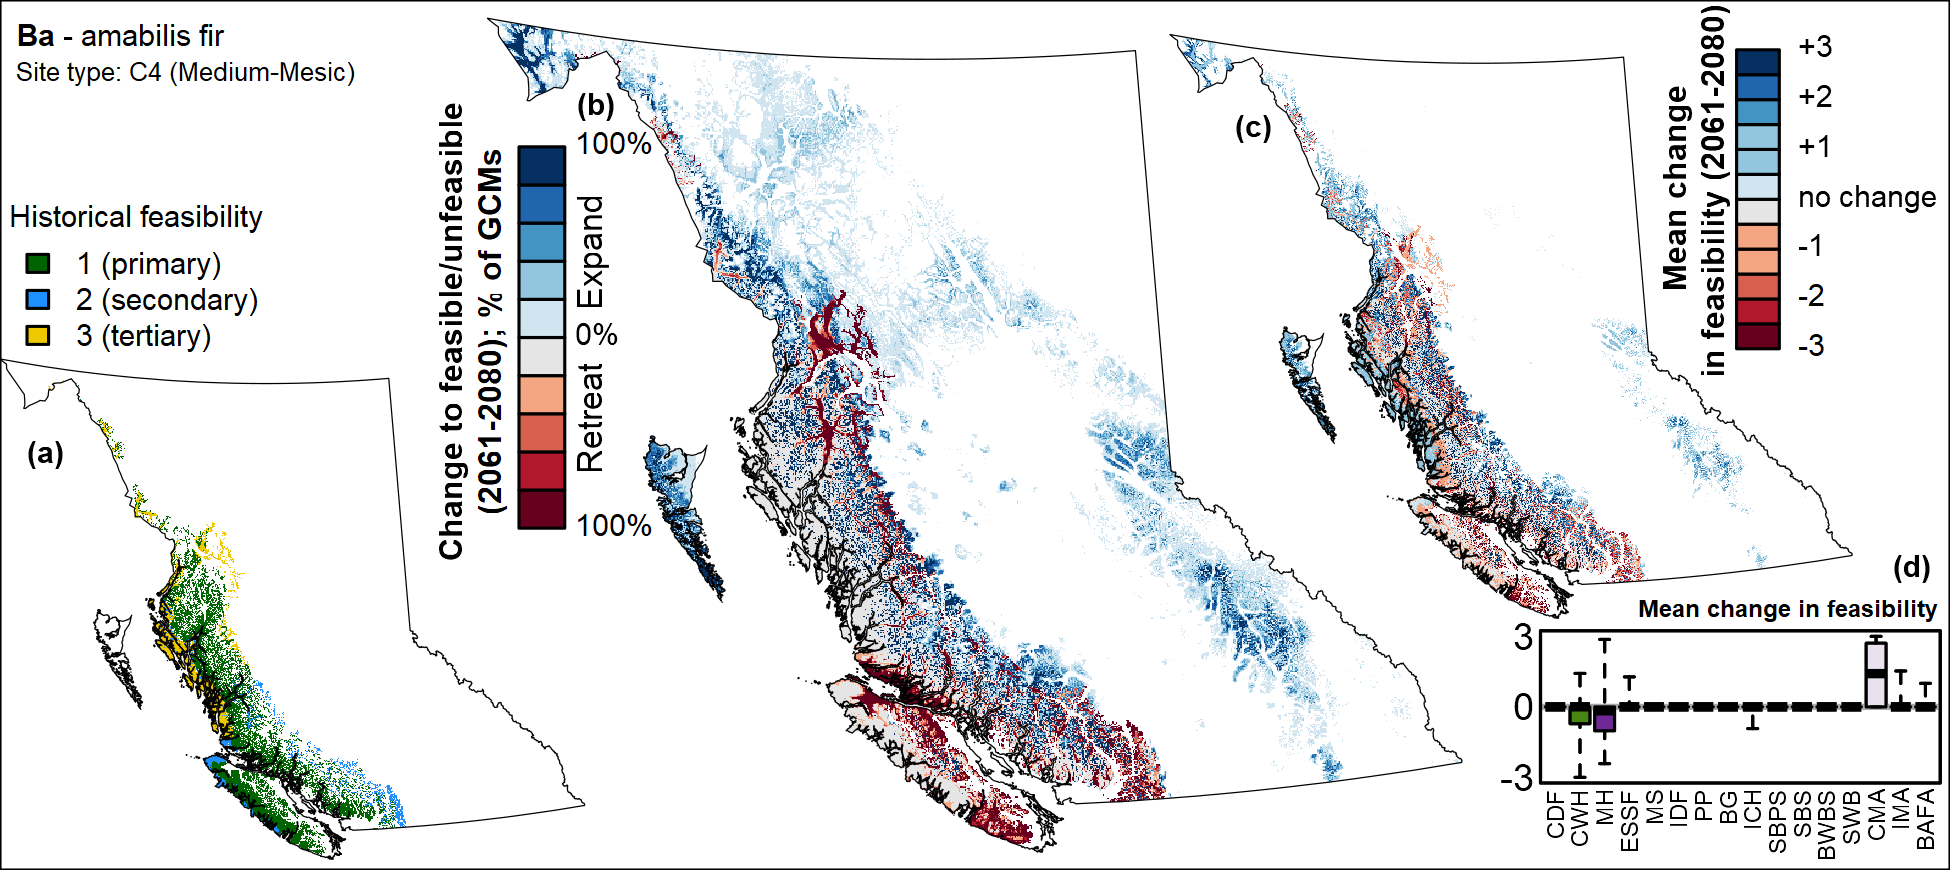 Ba - amabilis fir
Site type: C4 (Medium-Mesic)
Historical feasibility
1 (primary)
2 (secondary)
3 (tertiary)
(a)
(b)
Change to feasible/unfeasible
(2061-2080); % of GCMs
100%
Expand
0%
Retreat
100%
(c)
Mean change
in feasibility (2061-2080)
+3
+2
+1
no change
-1
-2
-3
(d)
Mean change in feasibility
3
0
-3
CDF
CWH
MH
ESSF
MS
IDF
PP
BG
ICH
SBPS
SBS
BWBS
SWB
CMA
IMA
BAFA